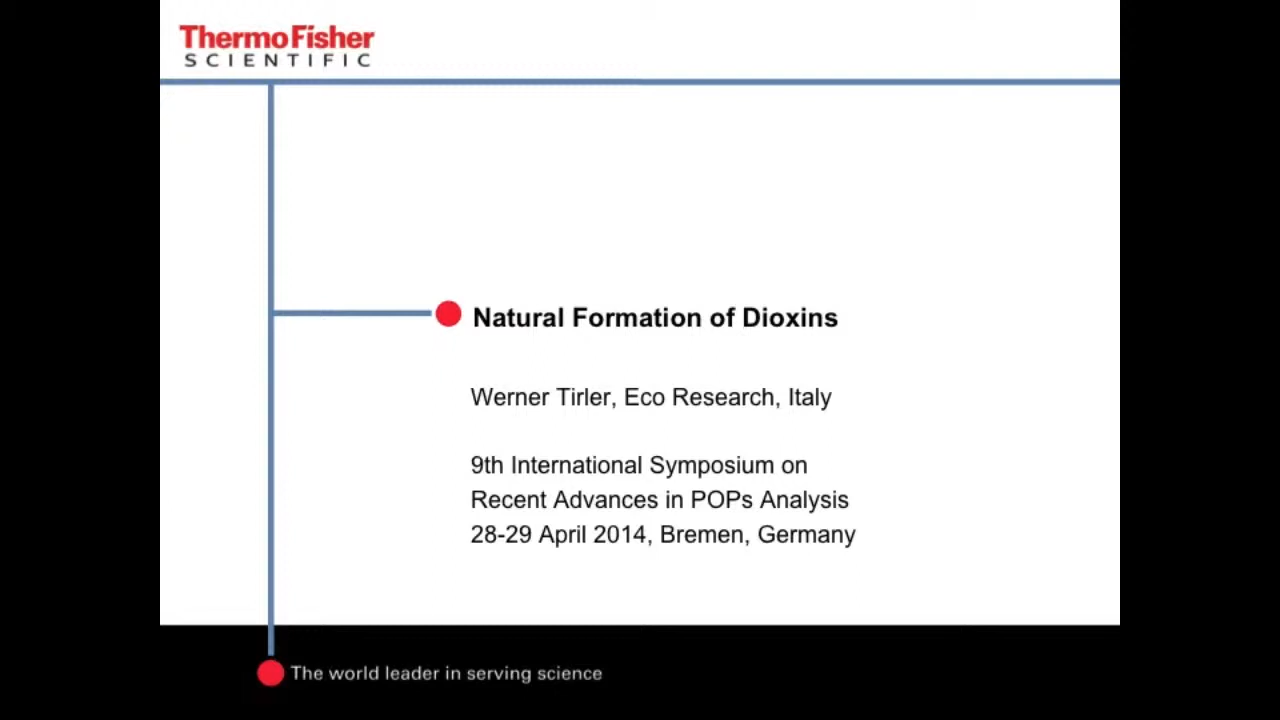 ThermoFisher
SCIENTIFIC
Natural Formation of Dioxins
Werner Tirler, Eco Research, Italy
9th International Symposium on
Recent Advances in POPs Analysis
28-29 April 2014, Bremen, Germany
The world leader in serving science